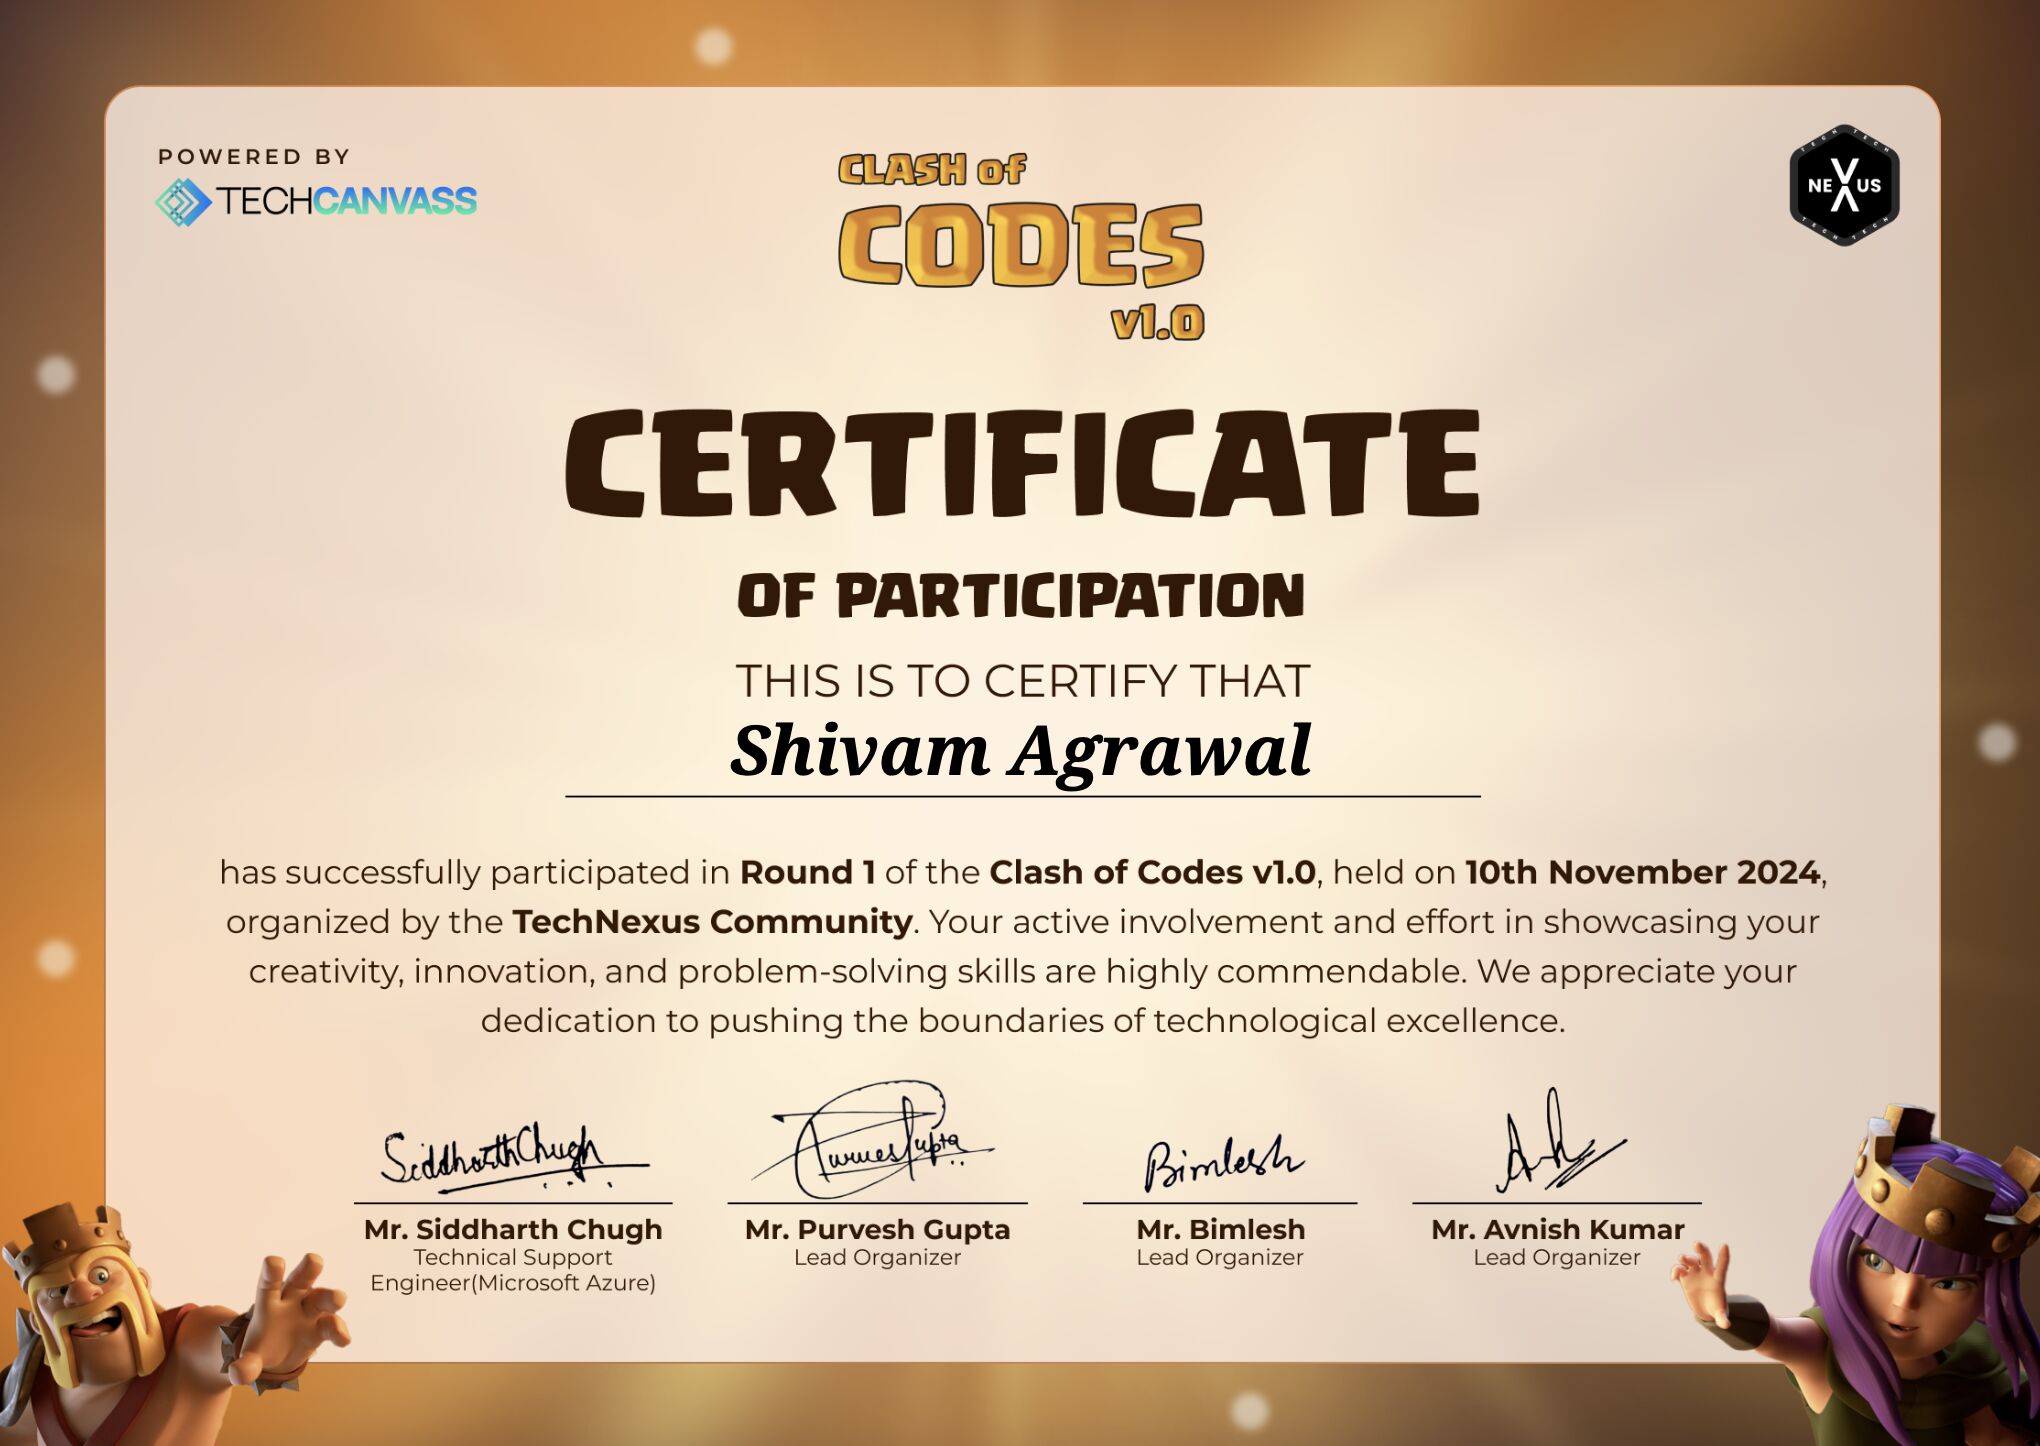 POWERED BY
TECHCANVASS
CLASH of
CODES
v1.0
TECH TECH
NEXUS
TECH TECH
CERTIFICATE
OF PARTICIPATION
THIS IS TO CERTIFY THAT
Shivam Agrawal
has successfully participated in Round 1 of the Clash of Codes v1.0, held on 10th November 2024,
organized by the TechNexus Community. Your active involvement and effort in showcasing your
creativity, innovation, and problem-solving skills are highly commendable. We appreciate your
dedication to pushing the boundaries of technological excellence.
Siddharth Chugh
Purves Gupta
Bimlesh
Mr. Siddharth Chugh
Technical Support
Engineer(Microsoft Azure)
Mr. Purvesh Gupta
Lead Organizer
Mr. Bimlesh
Lead Organizer
Mr. Avnish Kumar
Lead Organizer